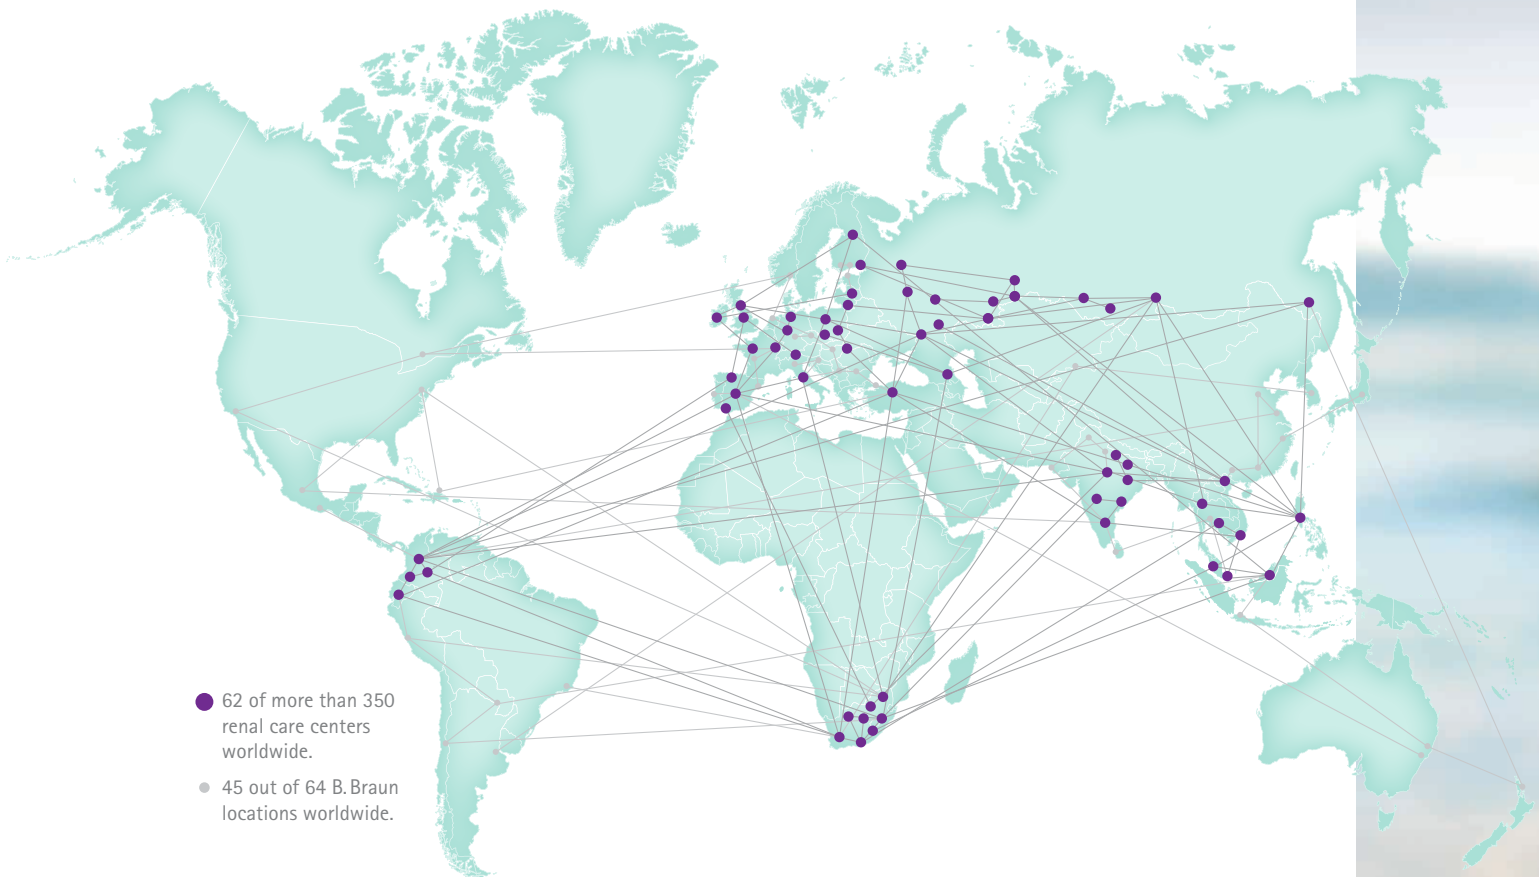 62 of more than 350
renal care centers
worldwide.
45 out of 64 B. Braun
locations worldwide.